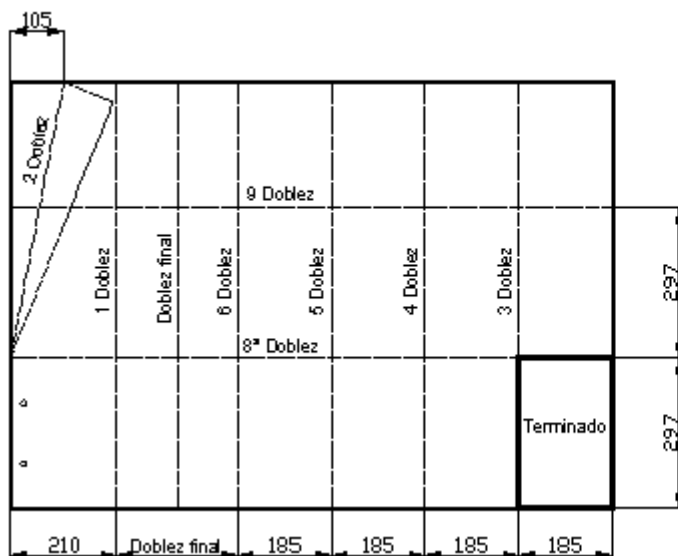 105
2 Doblez
9 Doblez
1 Doblez
Doblez final
6 Doblez
5 Doblez
4 Doblez
3 Doblez
297
8ª Doblez
Terminado
297
210
Doblez final
185
185
185
185